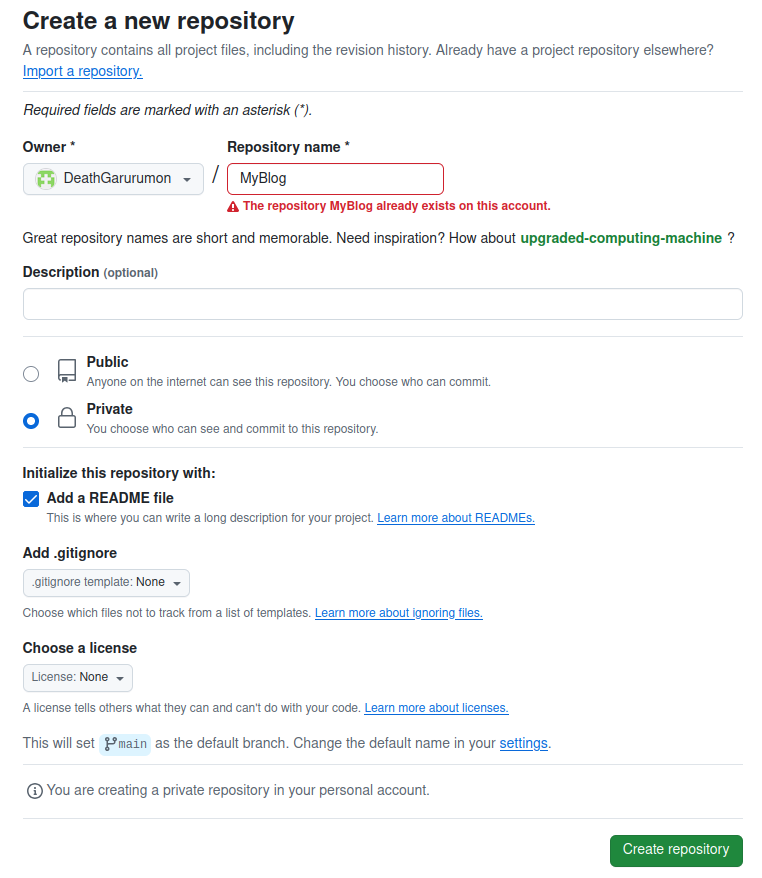 Create a new repository
A repository contains all project files, including the revision history. Already have a project repository elsewhere?
Import a repository.
Required fields are marked with an asterisk (*).
Owner * Repository name *
DeathGarurumon / MyBlog
The repository MyBlog already exists on this account.
Great repository names are short and memorable. Need inspiration? How about upgraded-computing-machine ?
Description (optional)
Public
Anyone on the internet can see this repository. You choose who can commit.
Private
You choose who can see and commit to this repository.
Initialize this repository with:
Add a README file
This is where you can write a long description for your project. Learn more about READMEs.
Add .gitignore
.gitignore template: None
Choose which files not to track from a list of templates. Learn more about ignoring files.
Choose a license
License: None
A license tells others what they can and can't do with your code. Learn more about licenses.
This will set main as the default branch. Change the default name in your settings.
You are creating a private repository in your personal account.
Create repository